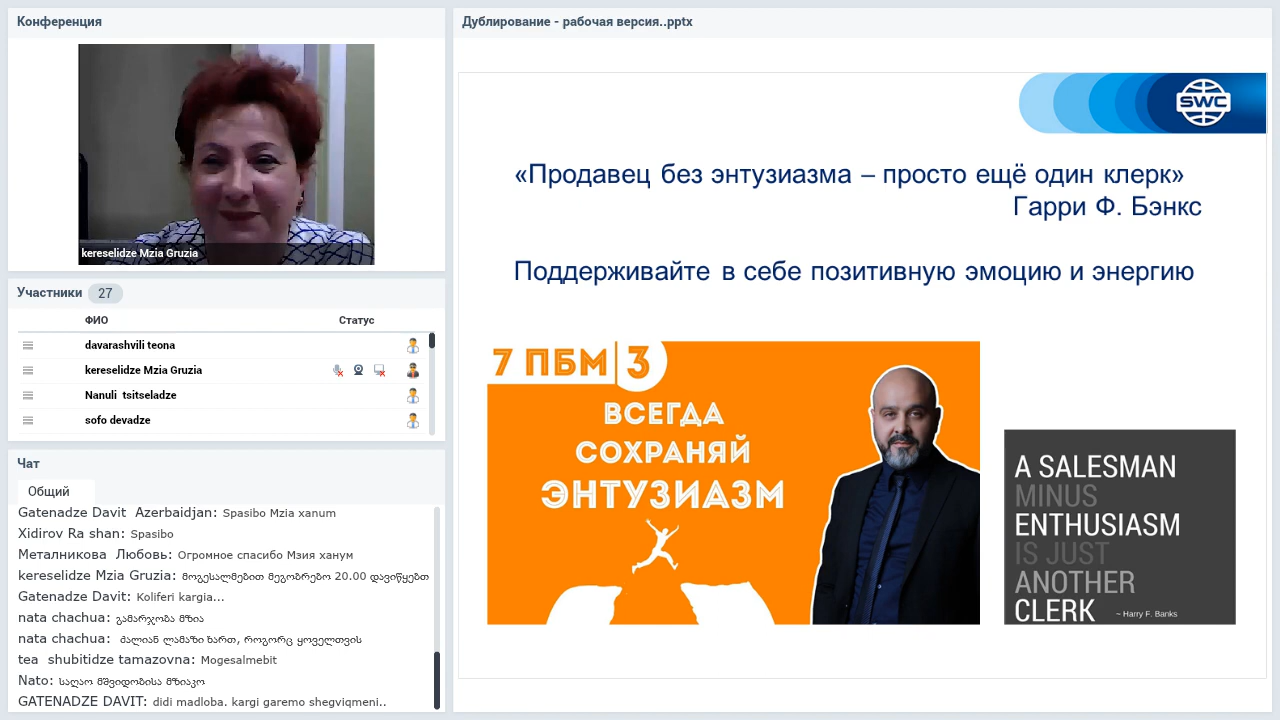 Конференция
kereselidze Mzia Gruzia
Участники 27
ФИО Статус
davarashvili teona
kereselidze Mzia Gruzia
Nanuli tsitseladze
sofo devadze
Чат
Общий
Gatenadze Davit Azerbaidjan: Spasibo Mzia xanum
Xidirov Ra shan: Spasibo
Металникова Любовь: Огромное спасибо Мзия ханум
kereselidze Mzia Gruzia: მოგესალმებით მეგობრებო 20.00 დავიწყებთ
Gatenadze Davit: Koliferi kargia...
nata chachua: გამარჯობა მზია
nata chachua: ძალიან ლამაზი ხართ, როგორც ყოველთვის
tea shubitidze tamazovna: Mogesalmebit
Nato: საღაო მშვიდობისა მზიაკო
GATENADZE DAVIT: didi madloba. kargi garemo shegviqmeni..
Дублирование - рабочая версия..pptx
SWC
«Продавец без энтузиазма – просто ещё один клерк»
Гарри Ф. Бэнкс
Поддерживайте в себе позитивную эмоцию и энергию
7 ПБМ 3
ВСЕГДА
СОХРАНЯЙ
ЭНТУЗИАЗМ
A SALESMAN
MINUS
ENTHUSIASM
IS JUST
ANOTHER
CLERK ~ Harry F. Banks